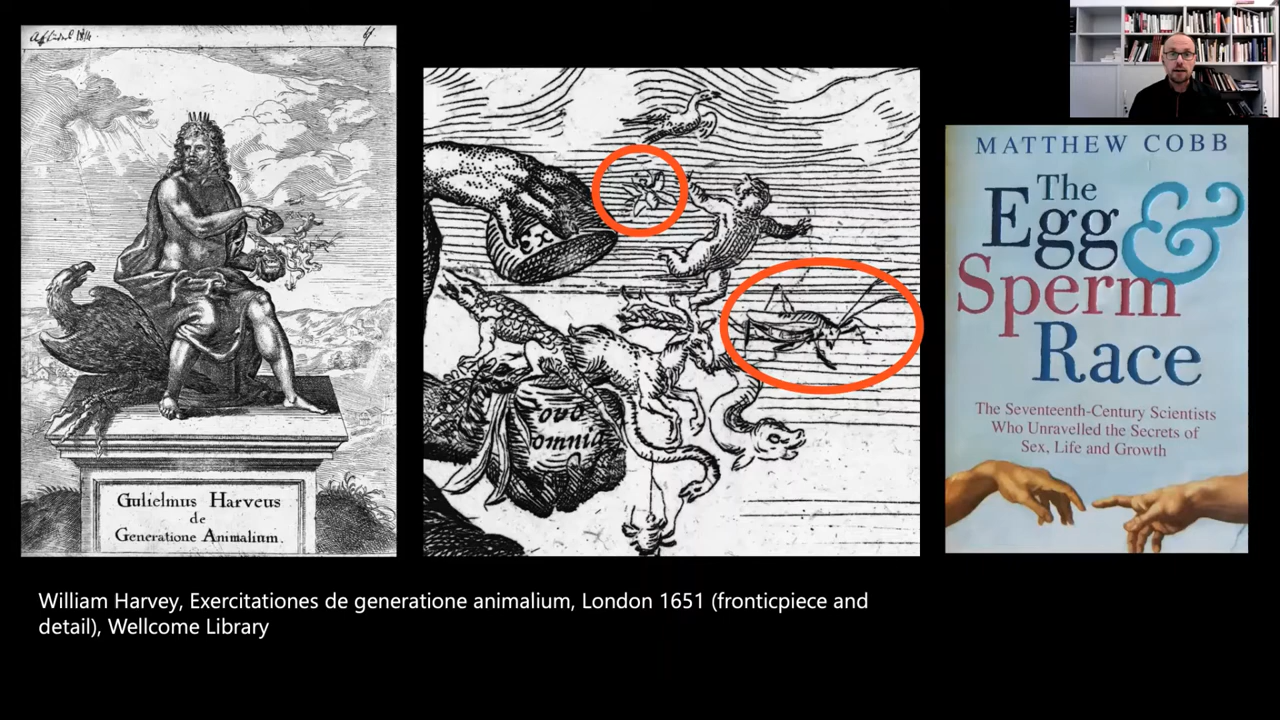 Gulielmus Harveus
de
Generatione Animalium.
ex
ovo
omnia
MATTHEW COBB
The
Egg &
Sperm
Race
The Seventeenth-Century Scientists
Who Unravelled the Secrets of
Sex, Life and Growth
William Harvey, Exercitationes de generatione animalium, London 1651 (fronticpiece and
detail), Wellcome Library